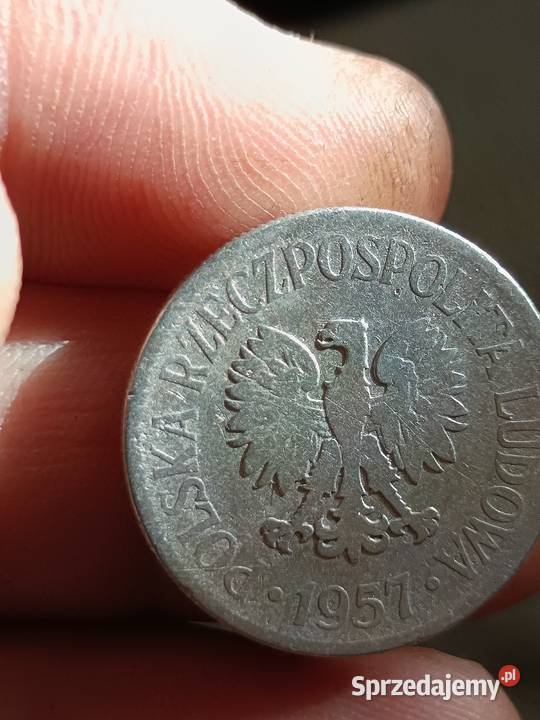 POLSKA RZECZPOSPOLITA LUDOWA
· 1957 ·
Sprzedajemy.pl